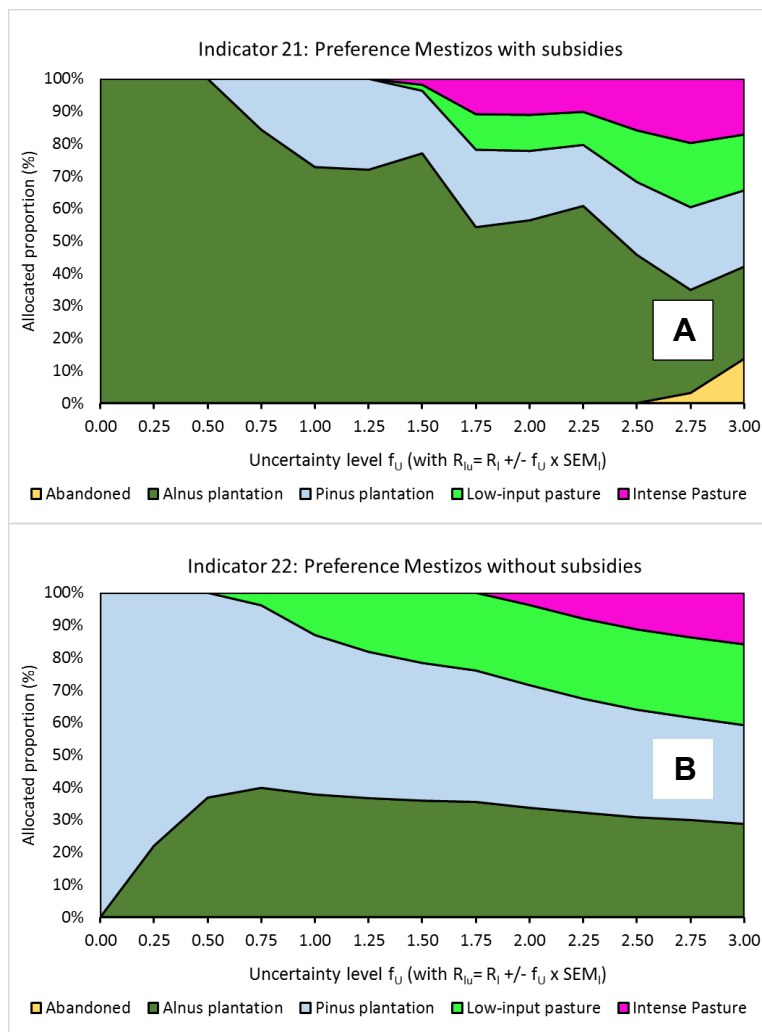 Indicator 21: Preference Mestizos with subsidies
100%
90%
80%
70%
60%
50%
40%
30%
20%
10%
0%
Allocated proportion (%)
A
0.00 0.25 0.50 0.75 1.00 1.25 1.50 1.75 2.00 2.25 2.50 2.75 3.00
Uncertainty level fU (with RIu= RI +/- fU x SEMI)
Abandoned Alnus plantation Pinus plantation Low-input pasture Intense Pasture
Indicator 22: Preference Mestizos without subsidies
100%
90%
80%
70%
60%
50%
40%
30%
20%
10%
0%
Allocated proportion (%)
B
0.00 0.25 0.50 0.75 1.00 1.25 1.50 1.75 2.00 2.25 2.50 2.75 3.00
Uncertainty level fU (with RIu= RI +/- fU x SEMI)
Abandoned Alnus plantation Pinus plantation Low-input pasture Intense Pasture